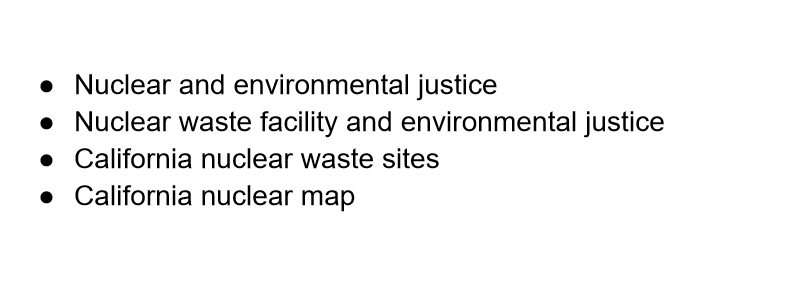 ● Nuclear and environmental justice
● Nuclear waste facility and environmental justice
● California nuclear waste sites
● California nuclear map